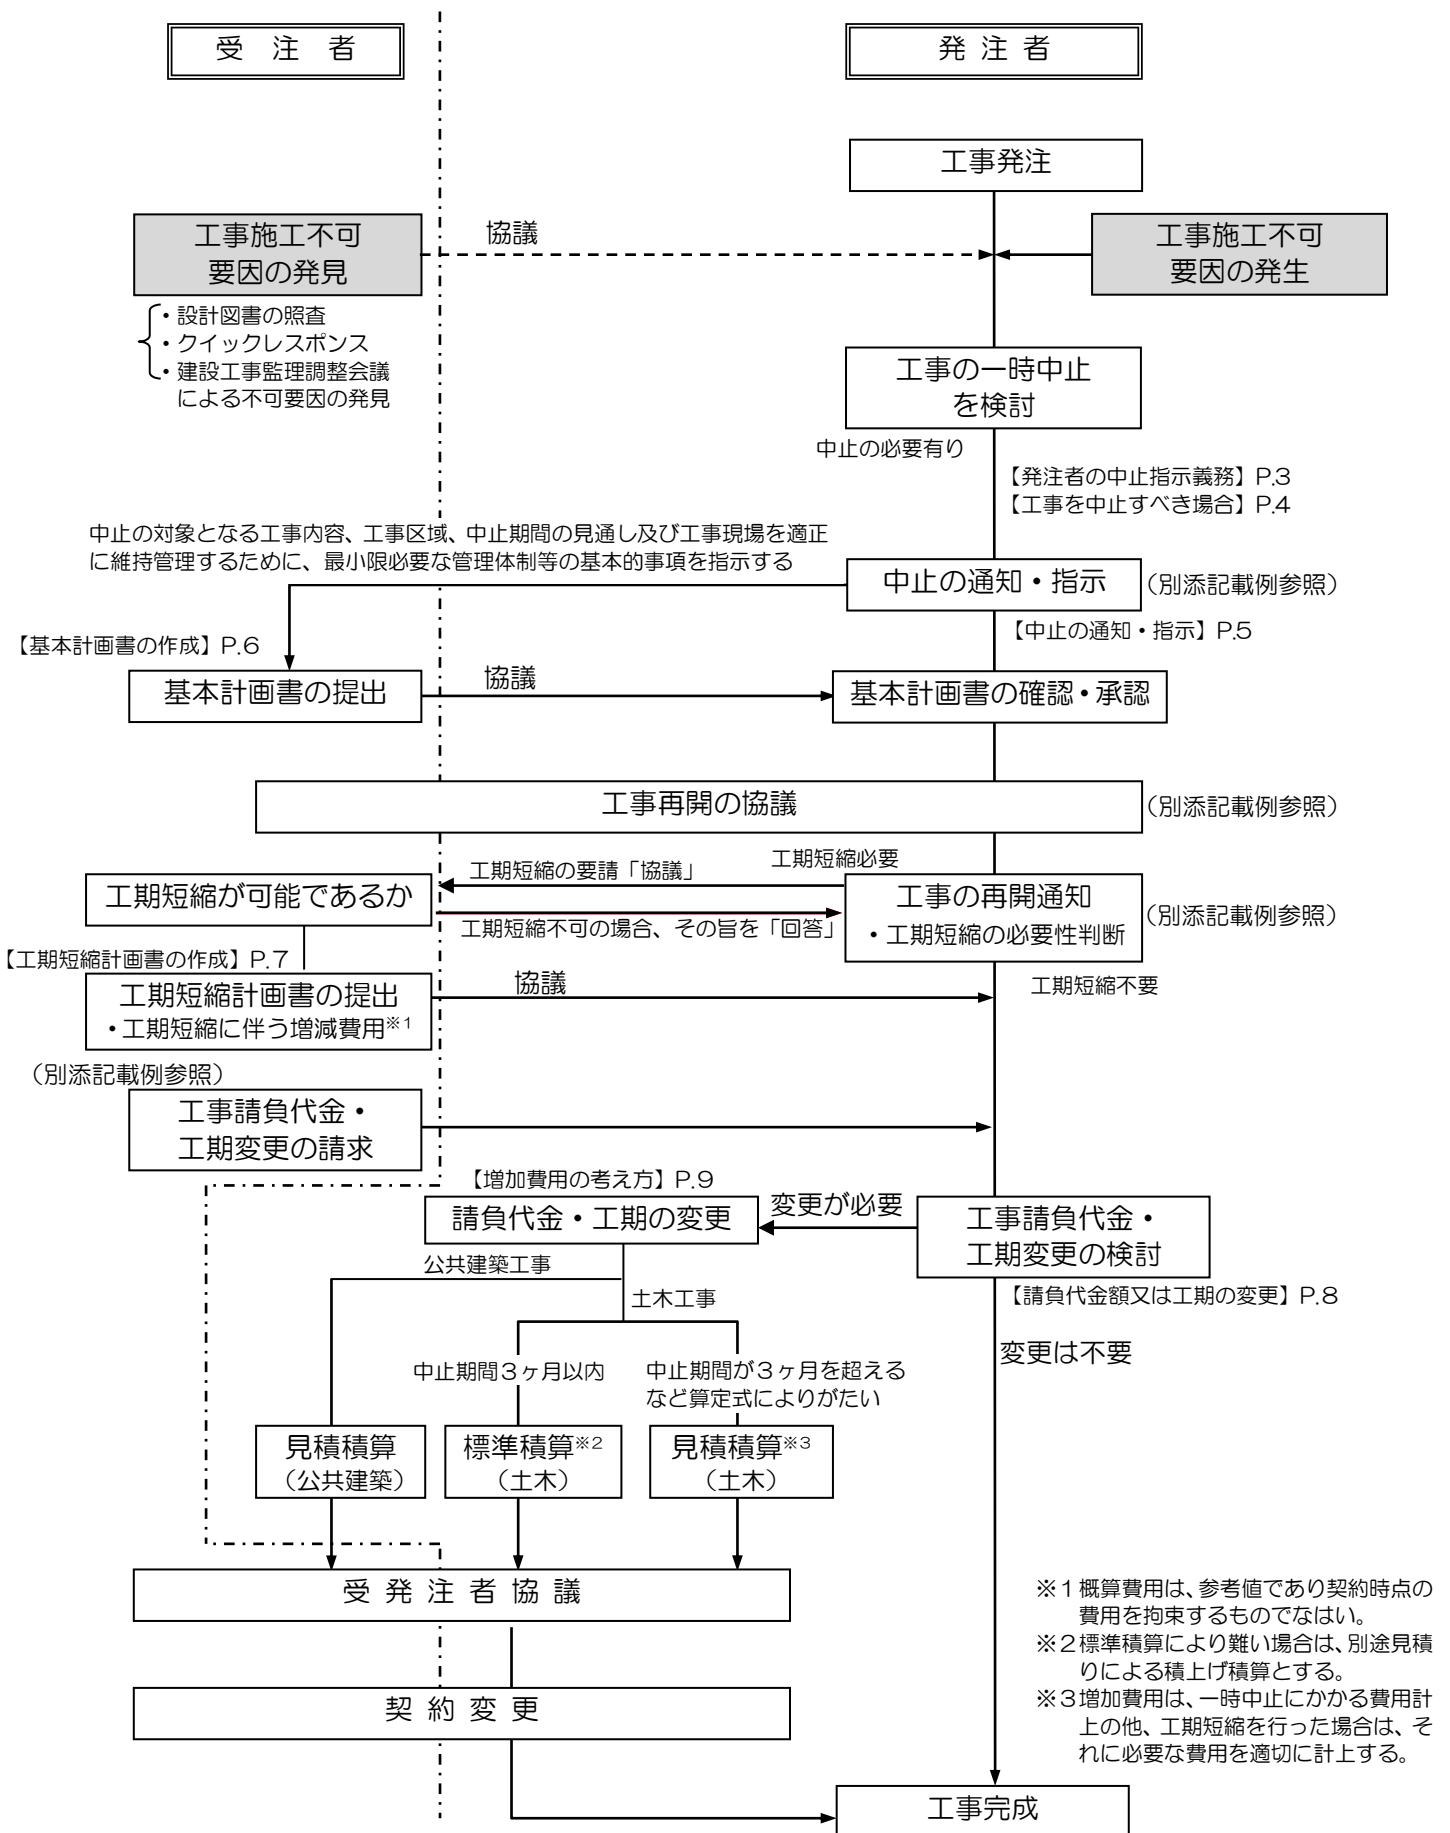 受 注 者
発 注 者
工事発注
工事施工不可
要因の発見
協議
工事施工不可
要因の発生
・設計図書の照査
・クイックレスポンス
・建設工事監理調整会議
による不可要因の発見
工事の一時中止
を検討
中止の必要有り
【発注者の中止指示義務】P.3
【工事を中止すべき場合】P.4
中止の対象となる工事内容、工事区域、中止期間の見通し及び工事現場を適正
に維持管理するために、最小限必要な管理体制等の基本的事項を指示する
中止の通知・指示
（別添記載例参照）
【中止の通知・指示】P.5
【基本計画書の作成】P.6
基本計画書の提出
協議
基本計画書の確認・承認
工事再開の協議
（別添記載例参照）
工期短縮の要請「協議」
工期短縮必要
工期短縮が可能であるか
工事の再開通知
・工期短縮の必要性判断
（別添記載例参照）
工期短縮不可の場合、その旨を「回答」
【工期短縮計画書の作成】P.7
工期短縮計画書の提出
・工期短縮に伴う増減費用※1
協議
工期短縮不要
（別添記載例参照）
工事請負代金・
工期変更の請求
【増加費用の考え方】P.9
請負代金・工期の変更
変更が必要
工事請負代金・
工期変更の検討
公共建築工事
土木工事
【請負代金額又は工期の変更】P.8
変更は不要
中止期間３ヶ月以内
中止期間が３ヶ月を超える
など算定式によりがたい
見積積算
（公共建築）
標準積算※2
（土木）
見積積算※3
（土木）
受 発 注 者 協 議
契 約 変 更
※１概算費用は、参考値であり契約時点の
費用を拘束するものでなはい。
※２標準積算により難い場合は、別途見積
りによる積上げ積算とする。
※３増加費用は、一時中止にかかる費用計
上の他、工期短縮を行った場合は、そ
れに必要な費用を適切に計上する。
工事完成